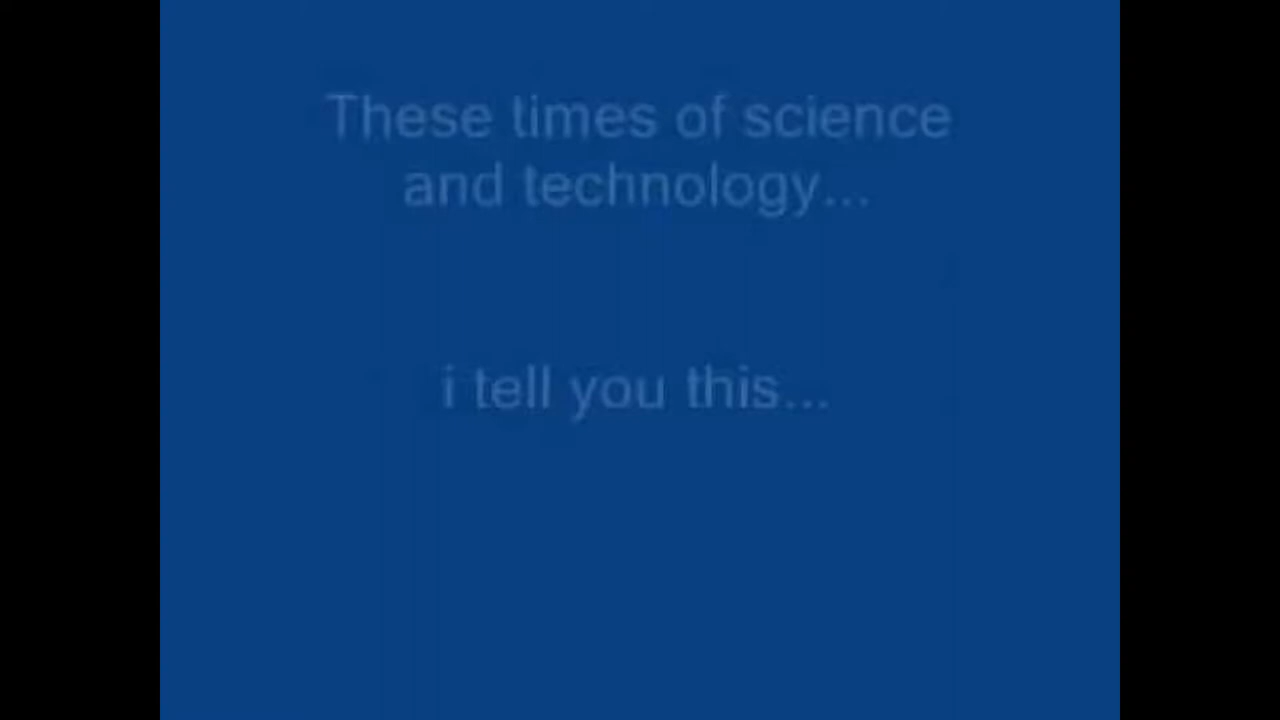 These times of science
and technology...
i tell you this...